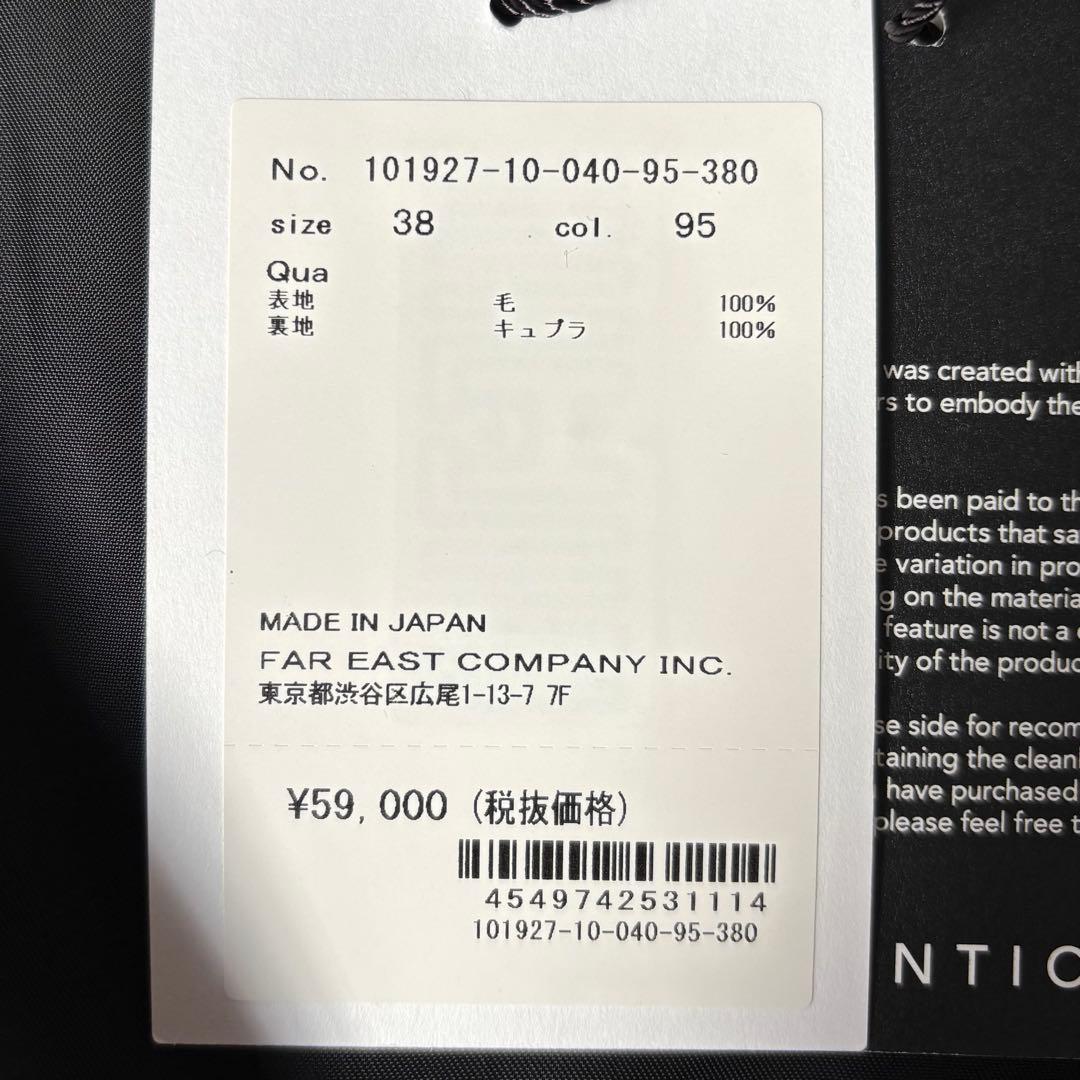 No. 101927-10-040-95-380
size 38 col. 95
Qua
表地 毛 100%
裏地 キュプラ 100%
MADE IN JAPAN
FAR EAST COMPANY INC.
東京都渋谷区広尾1-13-7 7F
¥59,000 (税抜価格)
4549742531114
101927-10-040-95-380
was created with
rs to embody the
s been paid to th
products that sa
e variation in pro
g on the materia
feature is not a
ity of the produc
se side for recom
taining the cleanl
have purchased
please feel free t
NTIC